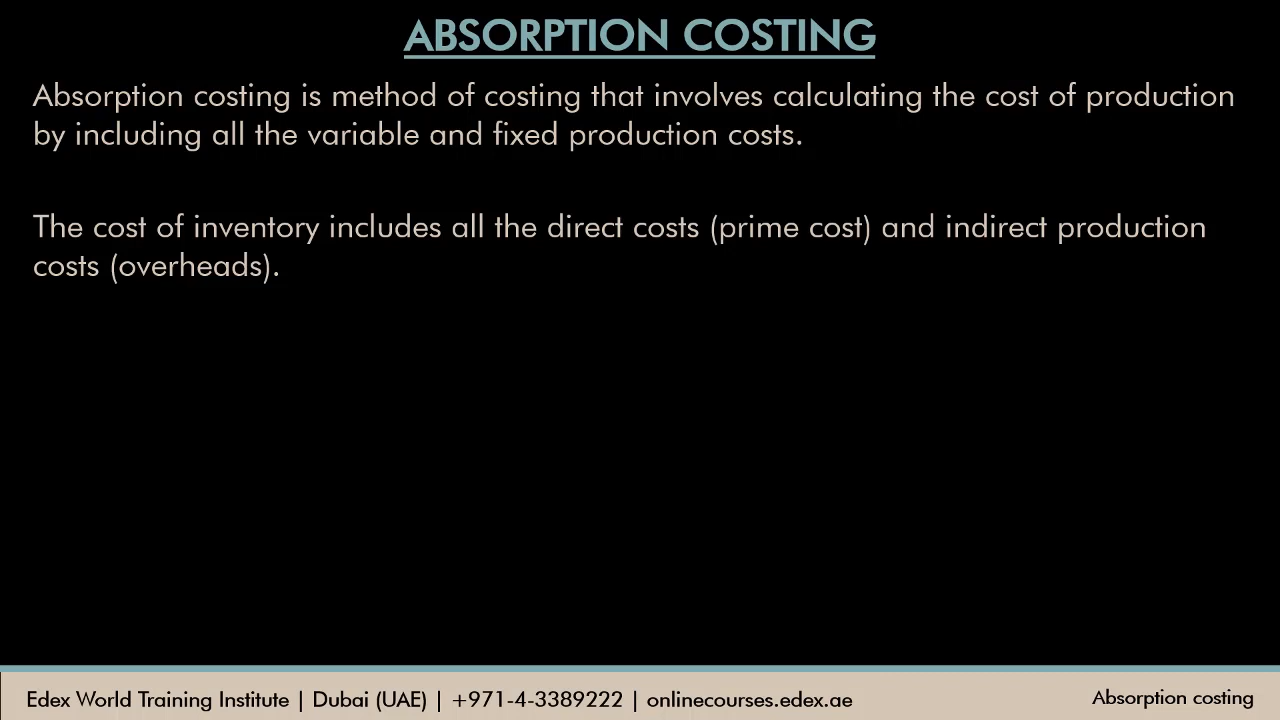 ABSORPTION COSTING
Absorption costing is method of costing that involves calculating the cost of production
by including all the variable and fixed production costs.
The cost of inventory includes all the direct costs (prime cost) and indirect production
costs (overheads).
Edex World Training Institute | Dubai (UAE) | +971-4-3389222 | onlinecourses.edex.ae
Absorption costing